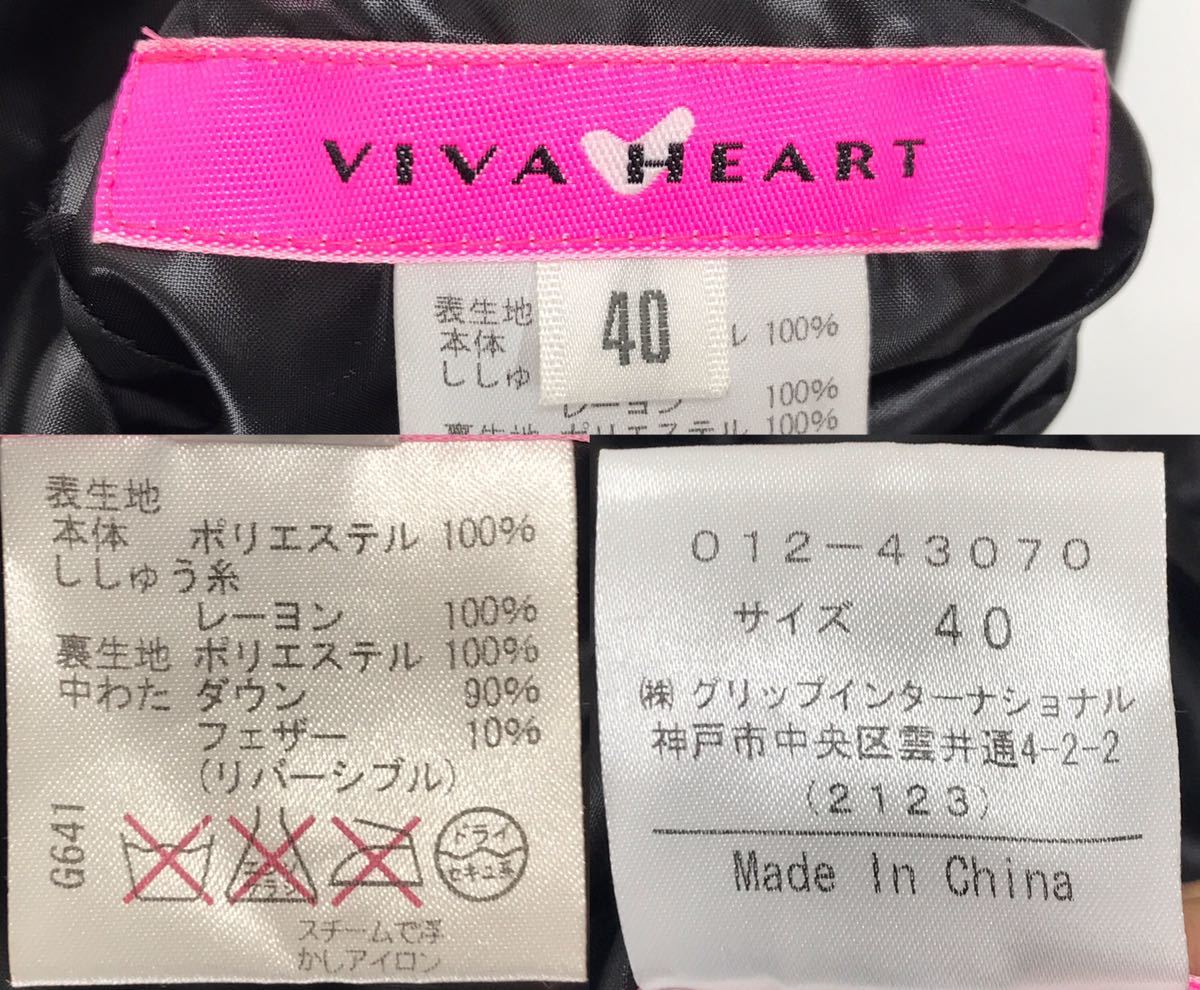 VIVA HEART
40
表生地
本体 ル 100%
ししゅ
レーヨン 100%
裏生地 ポリエステル 100%
表生地
本体 ポリエステル 100%
ししゅう糸
レーヨン 100%
裏生地 ポリエステル 100%
中わた ダウン 90%
フェザー 10%
(リバーシブル)
G641
エンソ
サラシ
ドライ
セキユ系
スチームで浮
かしアイロン
012-43070
サイズ 40
㈱グリップインターナショナル
神戸市中央区雲井通4-2-2
(2123)
Made In China